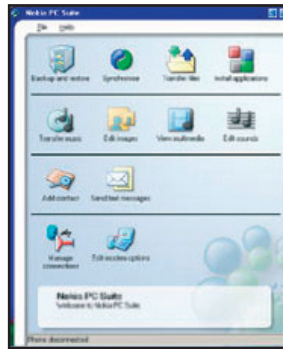 Nokia PC Suite
File Help
Backup and restore Synchronise Transfer files Install applications
Transfer music Edit images View multimedia Edit sounds
Add contact Send text messages
Manage connections Edit modem options
Nokia PC Suite
Welcome to Nokia PC Suite
Phone disconnected